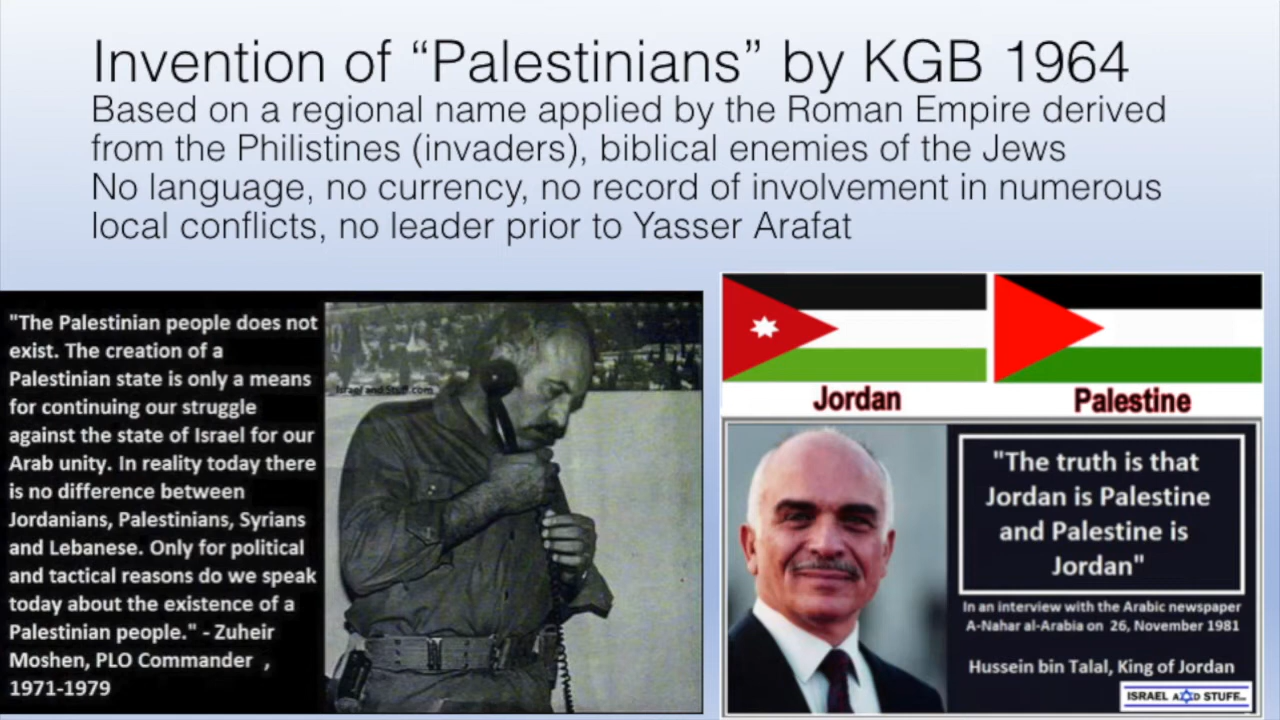 Invention of “Palestinians” by KGB 1964
Based on a regional name applied by the Roman Empire derived
from the Philistines (invaders), biblical enemies of the Jews
No language, no currency, no record of involvement in numerous
local conflicts, no leader prior to Yasser Arafat
"The Palestinian people does not
exist. The creation of a
Palestinian state is only a means
for continuing our struggle
against the state of Israel for our
Arab unity. In reality today there
is no difference between
Jordanians, Palestinians, Syrians
and Lebanese. Only for political
and tactical reasons do we speak
today about the existence of a
Palestinian people." - Zuheir
Moshen, PLO Commander ,
1971-1979
Israel and Stuff.com
Jordan
Palestine
"The truth is that
Jordan is Palestine
and Palestine is
Jordan"
In an interview with the Arabic newspaper
A-Nahar al-Arabia on 26, November 1981
Hussein bin Talal, King of Jordan